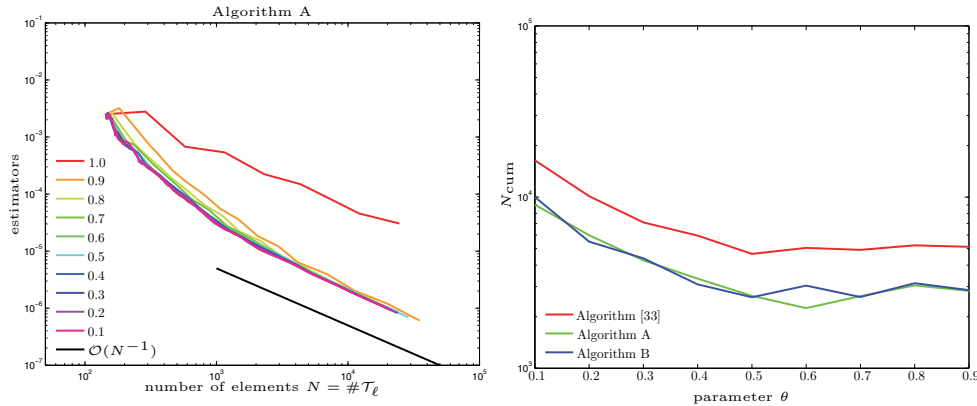 Algorithm A
estimators
10^-1
10^-2
10^-3
10^-4
10^-5
10^-6
10^-7
1.0
0.9
0.8
0.7
0.6
0.5
0.4
0.3
0.2
0.1
O(N^-1)
10^2 10^3 10^4 10^5
number of elements N = #T_ℓ
N_cum
10^5
10^4
10^3
Algorithm [33]
Algorithm A
Algorithm B
0.1 0.2 0.3 0.4 0.5 0.6 0.7 0.8 0.9
parameter θ